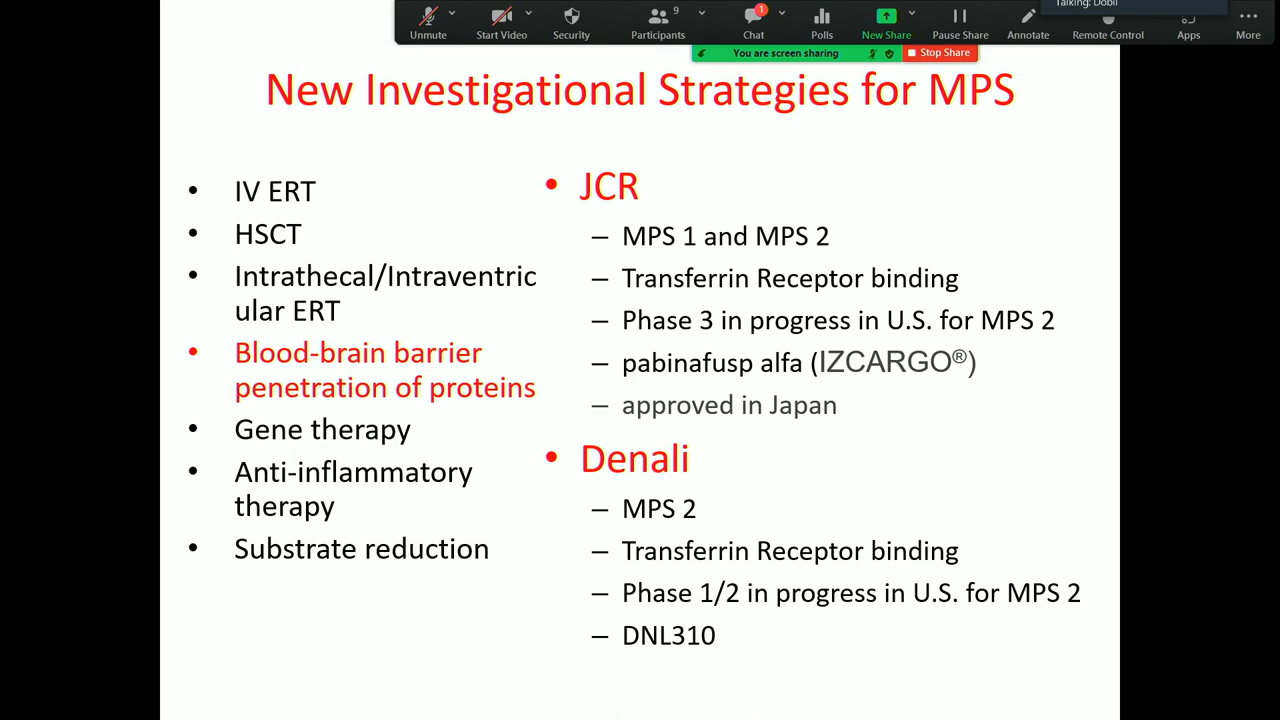 Talking: Dobil
9
1
Unmute
Start Video
Security
Participants
Chat
Polls
New Share
Pause Share
Annotate
Remote Control
Apps
More
You are screen sharing
Stop Share
New Investigational Strategies for MPS
• IV ERT
• HSCT
• Intrathecal/Intraventric
ular ERT
• Blood-brain barrier
penetration of proteins
• Gene therapy
• Anti-inflammatory
therapy
• Substrate reduction
• JCR
– MPS 1 and MPS 2
– Transferrin Receptor binding
– Phase 3 in progress in U.S. for MPS 2
– pabinafusp alfa (IZCARGO®)
– approved in Japan
• Denali
– MPS 2
– Transferrin Receptor binding
– Phase 1/2 in progress in U.S. for MPS 2
– DNL310